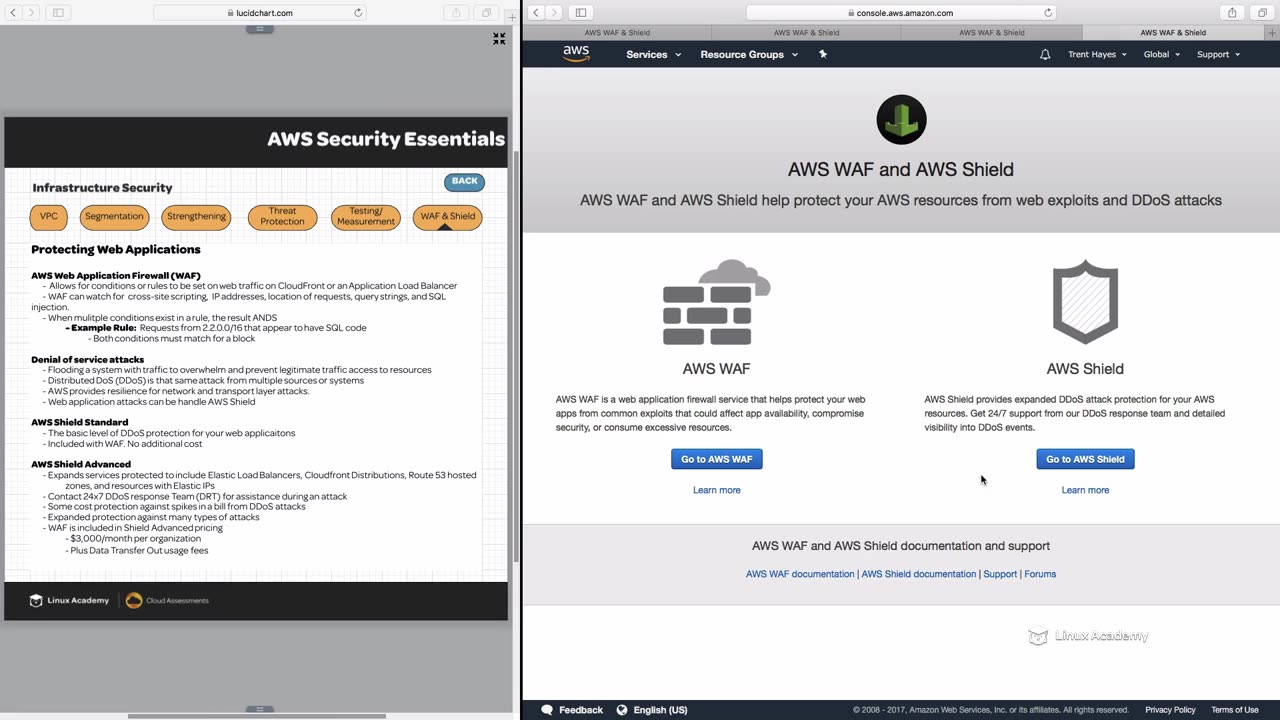 lucidchart.com
AWS Security Essentials
Infrastructure Security
BACK
VPC
Segmentation
Strengthening
Threat
Protection
Testing/
Measurement
WAF & Shield
Protecting Web Applications
AWS Web Application Firewall (WAF)
- Allows for conditions or rules to be set on web traffic on CloudFront or an Application Load Balancer
- WAF can watch for cross-site scripting, IP addresses, location of requests, query strings, and SQL
injection.
- When mulitple conditions exist in a rule, the result ANDS
- Example Rule: Requests from 2.2.0.0/16 that appear to have SQL code
- Both conditions must match for a block
Denial of service attacks
- Flooding a system with traffic to overwhelm and prevent legitimate traffic access to resources
- Distributed DoS (DDoS) is that same attack from multiple sources or systems
- AWS provides resilience for network and transport layer attacks.
- Web application attacks can be handle AWS Shield
AWS Shield Standard
- The basic level of DDoS protection for your web applicaitons
- Included with WAF. No additional cost
AWS Shield Advanced
- Expands services protected to include Elastic Load Balancers, Cloudfront Distributions, Route 53 hosted
zones, and resources with Elastic IPs
- Contact 24x7 DDoS response Team (DRT) for assistance during an attack
- Some cost protection against spikes in a bill from DDoS attacks
- Expanded protection against many types of attacks
- WAF is included in Shield Advanced pricing
- $3,000/month per organization
- Plus Data Transfer Out usage fees
Linux Academy
Cloud Assessments
console.aws.amazon.com
AWS WAF & Shield
AWS WAF & Shield
AWS WAF & Shield
AWS WAF & Shield
aws
Services
Resource Groups
Trent Hayes
Global
Support
AWS WAF and AWS Shield
AWS WAF and AWS Shield help protect your AWS resources from web exploits and DDoS attacks
AWS WAF
AWS WAF is a web application firewall service that helps protect your web
apps from common exploits that could affect app availability, compromise
security, or consume excessive resources.
Go to AWS WAF
Learn more
AWS Shield
AWS Shield provides expanded DDoS attack protection for your AWS
resources. Get 24/7 support from our DDoS response team and detailed
visibility into DDoS events.
Go to AWS Shield
Learn more
AWS WAF and AWS Shield documentation and support
AWS WAF documentation | AWS Shield documentation | Support | Forums
Linux Academy
Feedback
English (US)
© 2008 - 2017, Amazon Web Services, Inc. or its affiliates. All rights reserved.
Privacy Policy
Terms of Use